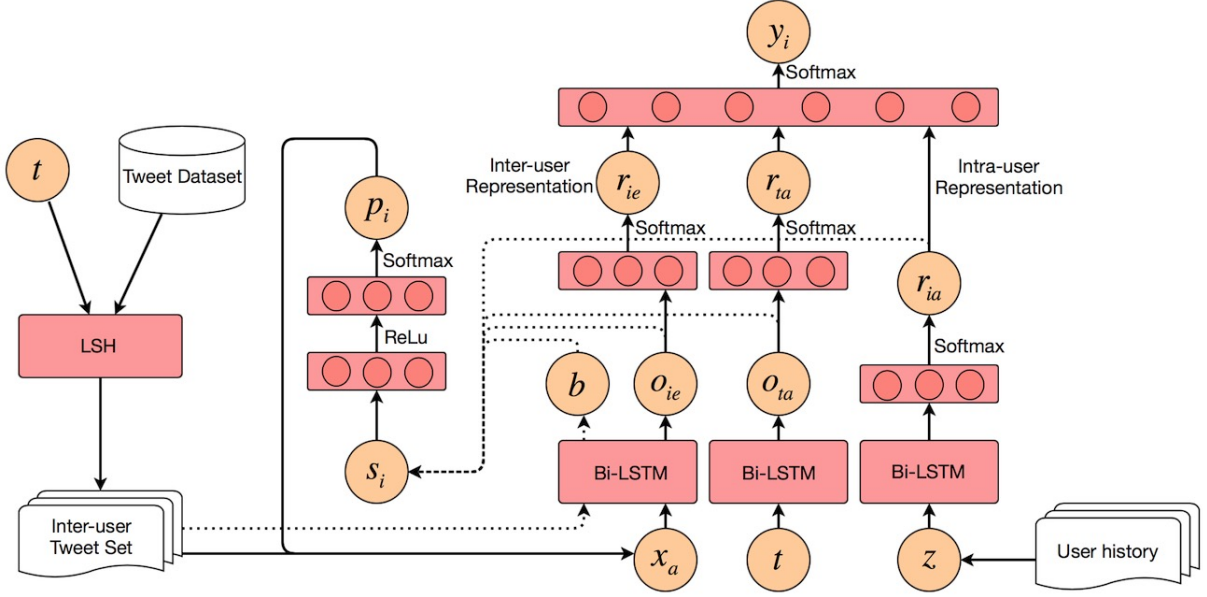 y_i
Softmax
t
Tweet Dataset
p_i
Inter-user
Representation
r_ie
r_ta
Intra-user
Representation
Softmax
Softmax
Softmax
r_ia
LSH
ReLu
Softmax
b
o_ie
o_ta
s_i
Bi-LSTM
Bi-LSTM
Bi-LSTM
Inter-user
Tweet Set
x_a
t
z
User history